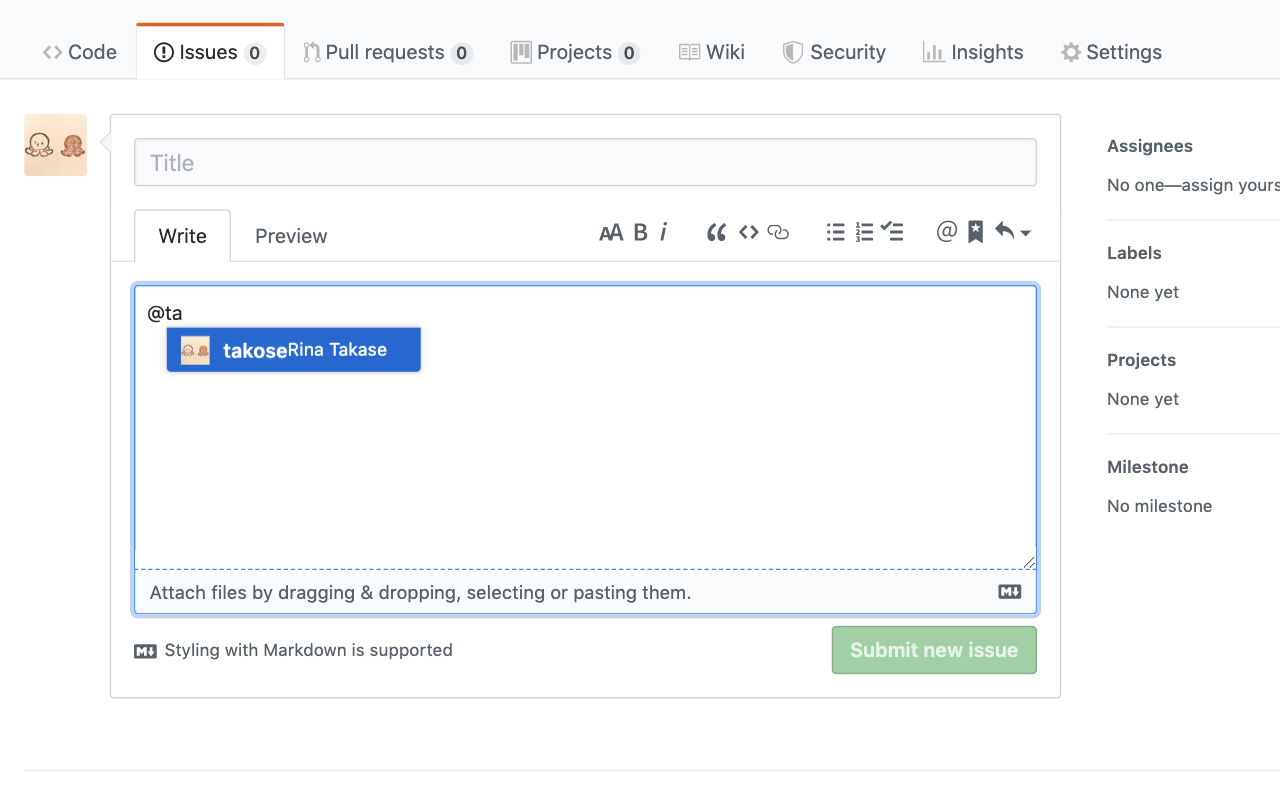 Code Issues 0 Pull requests 0 Projects 0 Wiki Security Insights Settings
Title
Write Preview
@ta
takose Rina Takase
Attach files by dragging & dropping, selecting or pasting them.
Styling with Markdown is supported
Submit new issue
Assignees
No one—assign yours
Labels
None yet
Projects
None yet
Milestone
No milestone